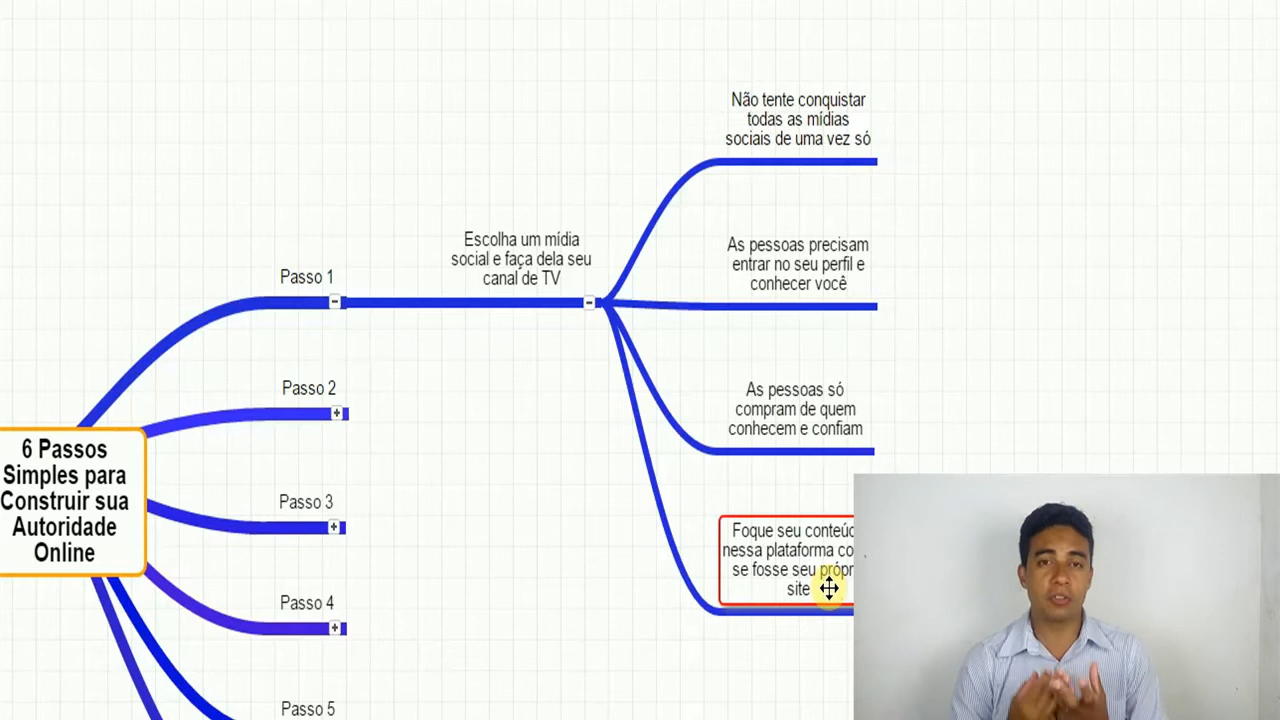 Não tente conquistar
todas as mídias
sociais de uma vez só
Escolha um mídia
social e faça dela seu
canal de TV
As pessoas precisam
entrar no seu perfil e
conhecer você
Passo 1
Passo 2
As pessoas só
compram de quem
conhecem e confiam
6 Passos
Simples para
Construir sua
Autoridade
Online
Passo 3
Foque seu
nessa plataforma
se fosse seu
site
Passo 4
Passo 5